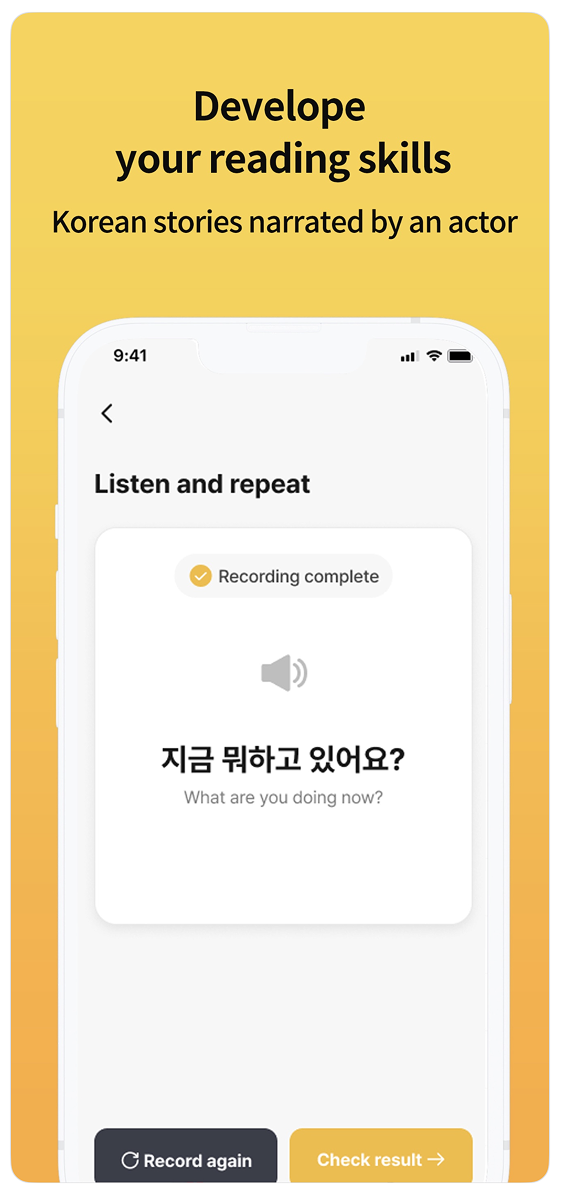 Develope
your reading skills
Korean stories narrated by an actor
9:41
Listen and repeat
Recording complete
지금 뭐하고 있어요?
What are you doing now?
Record again
Check result →